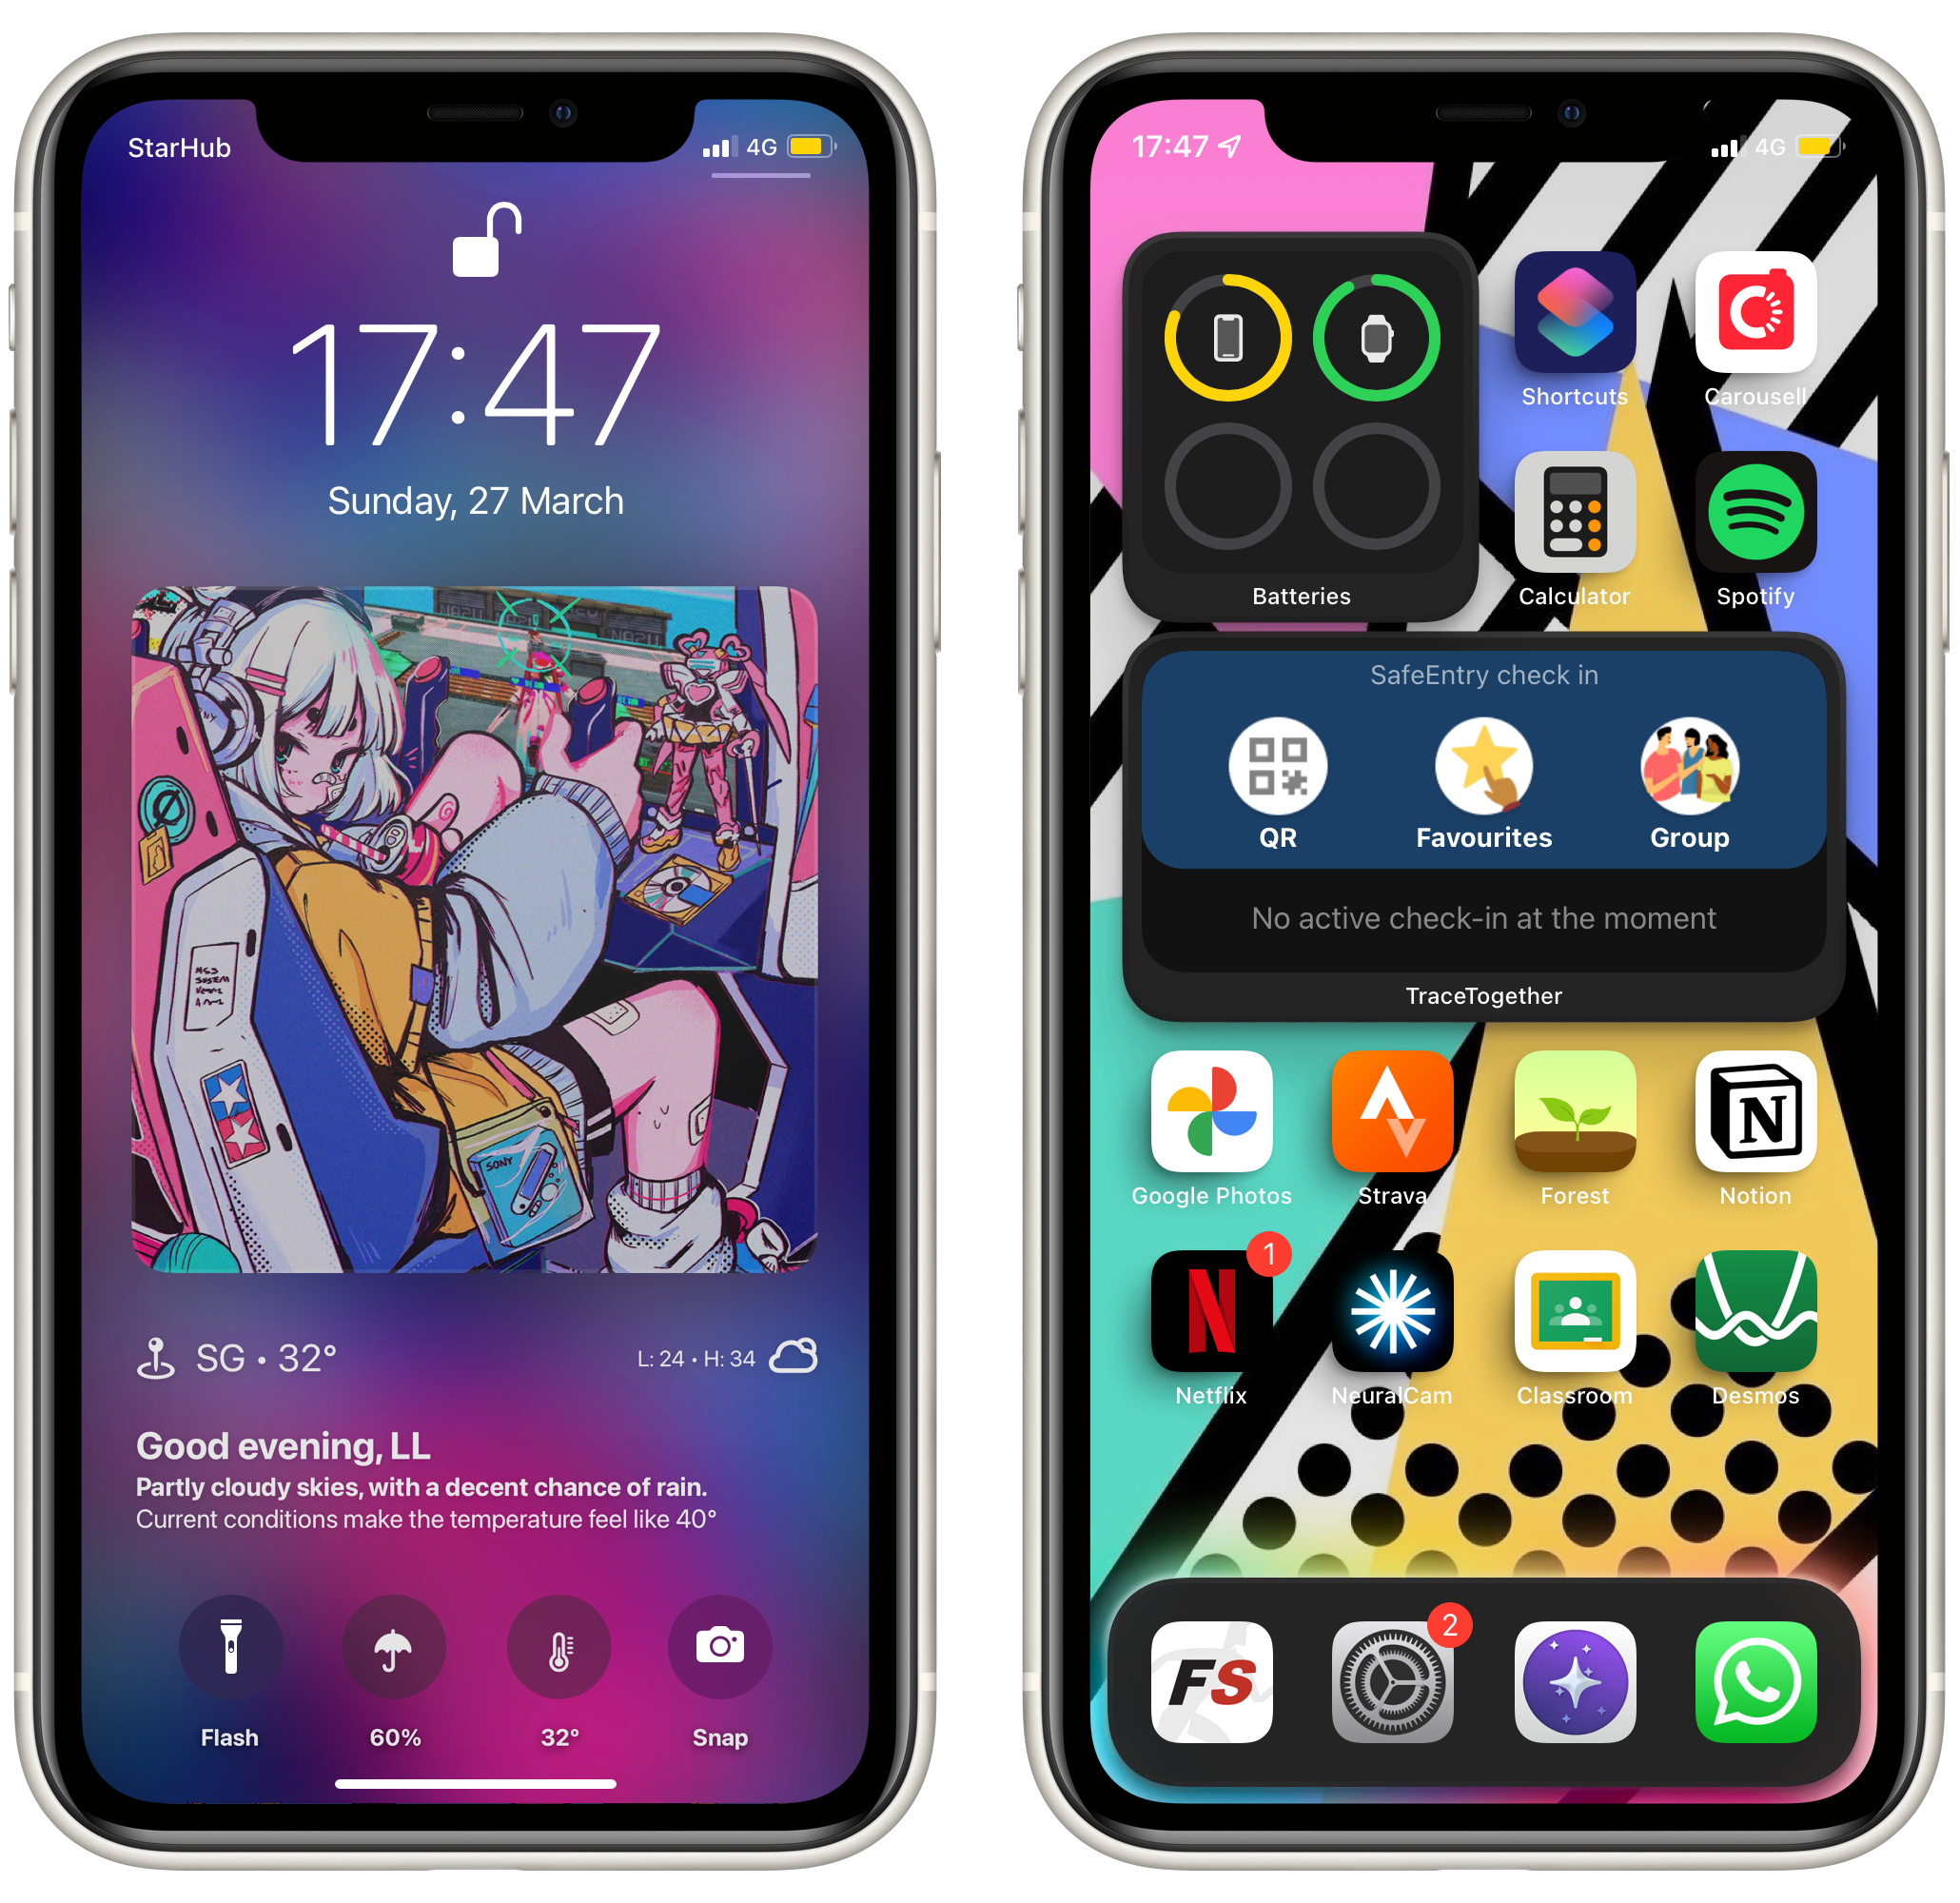 StarHub
4G
17:47
Sunday, 27 March
SONY
SG • 32°
L: 24 • H: 34
Good evening, LL
Partly cloudy skies, with a decent chance of rain.
Current conditions make the temperature feel like 40°
Flash
60%
32°
Snap
17:47
4G
Shortcuts
Carousell
Batteries
Calculator
Spotify
SafeEntry check in
QR
Favourites
Group
No active check-in at the moment
TraceTogether
N
Google Photos
Strava
Forest
Notion
1
N
Netflix
NeuralCam
Classroom
Desmos
FS
2